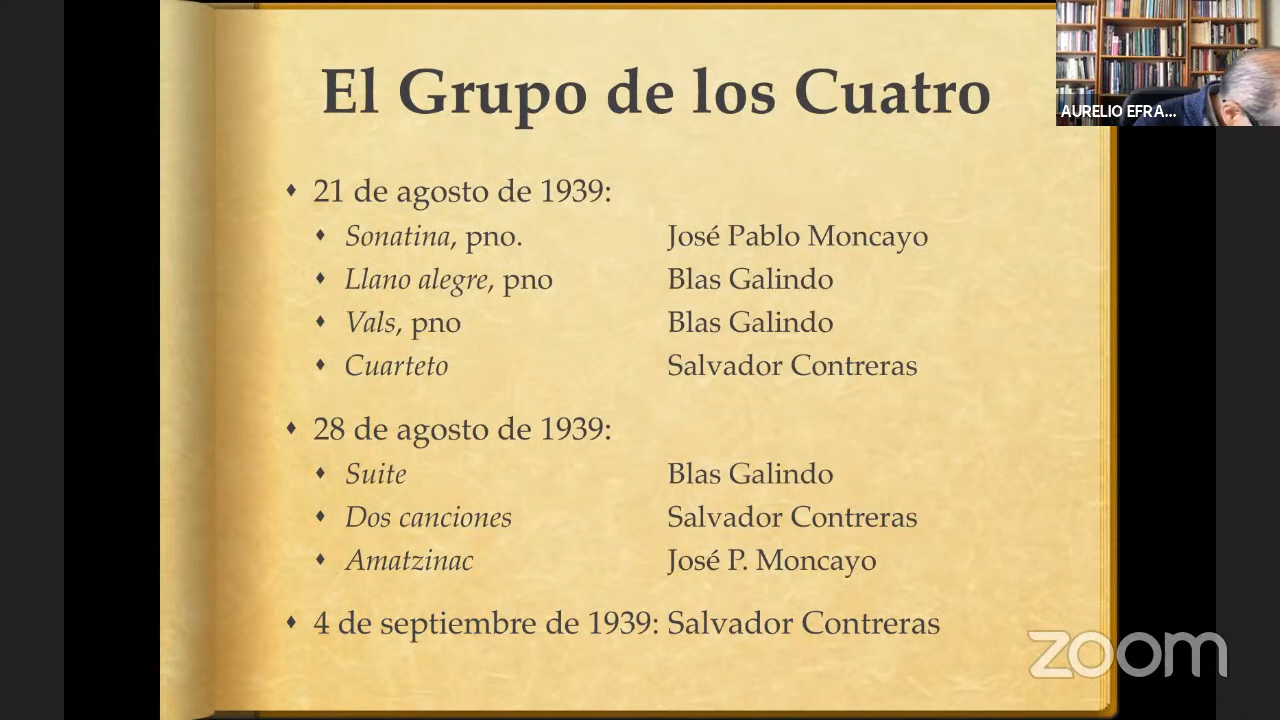 El Grupo de los Cuatro
AURELIO EFRA...
21 de agosto de 1939:
Sonatina, pno. José Pablo Moncayo
Llano alegre, pno Blas Galindo
Vals, pno Blas Galindo
Cuarteto Salvador Contreras
28 de agosto de 1939:
Suite Blas Galindo
Dos canciones Salvador Contreras
Amatzinac José P. Moncayo
4 de septiembre de 1939: Salvador Contreras
zoom